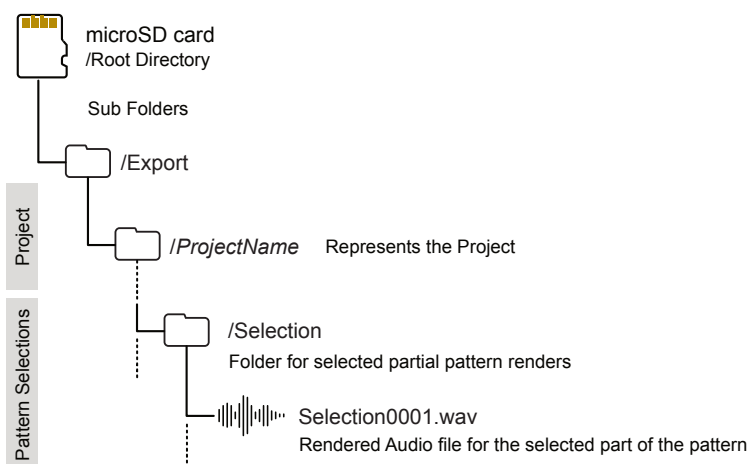 microSD card
/Root Directory
Sub Folders
/Export
Project
/ProjectName Represents the Project
Pattern Selections
/Selection
Folder for selected partial pattern renders
Selection0001.wav
Rendered Audio file for the selected part of the pattern